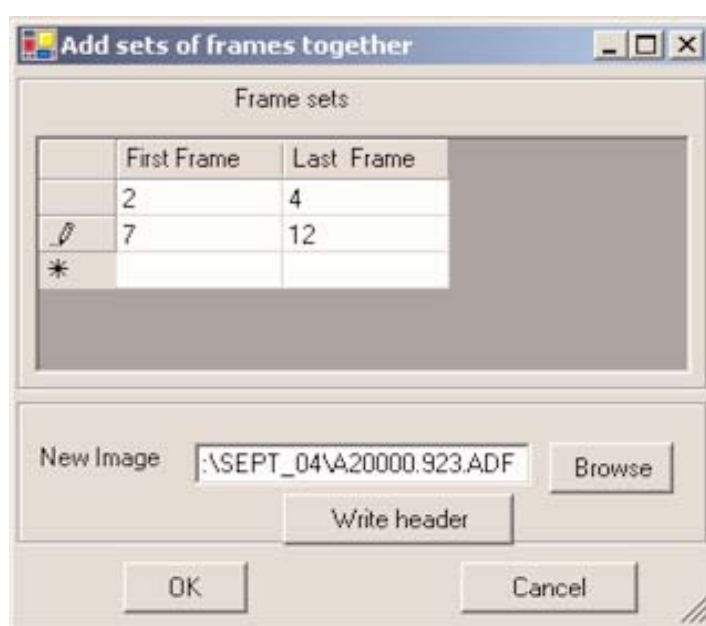 Add sets of frames together
Frame sets
First Frame Last Frame
2 4
7 12
*
New Image :\SEPT_04\A20000.923.ADF Browse
Write header
OK Cancel